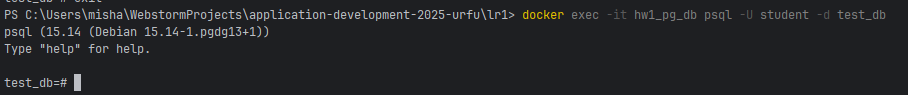 test_db # exit
PS C:\Users\misha\WebstormProjects\application-development-2025-urfu\lr1> docker exec -it hw1_pg_db psql -U student -d test_db
psql (15.14 (Debian 15.14-1.pgdg13+1))
Type "help" for help.
test_db=#